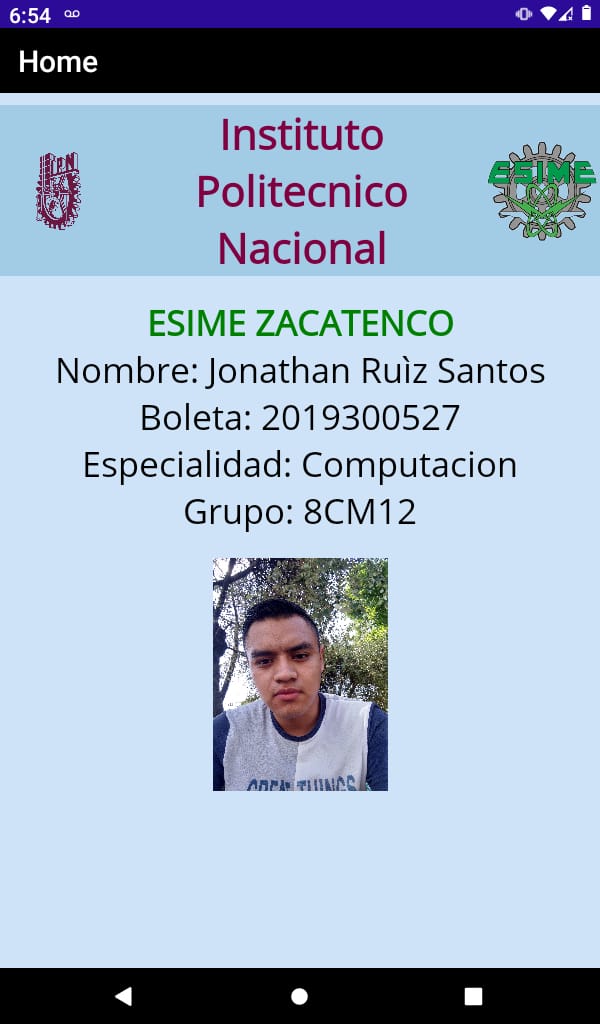 6:54
Home
Instituto
Politecnico
Nacional
IPN
ESIME
ESIME ZACATENCO
Nombre: Jonathan Ruìz Santos
Boleta: 2019300527
Especialidad: Computacion
Grupo: 8CM12
GREAT THINGS